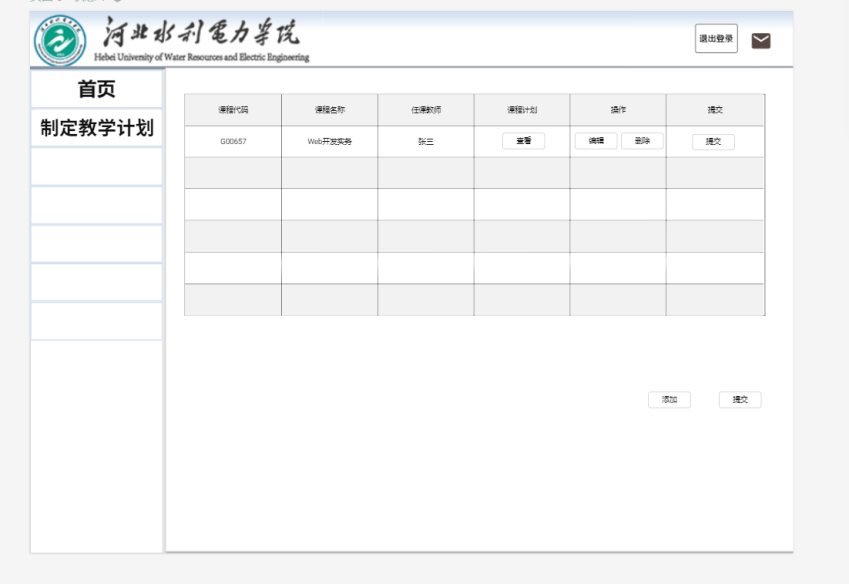 河北水利電力学院
Hebei University of Water Resources and Electric Engineering
退出登录
首页
制定教学计划
课程代码 课程名称 任课教师 课程计划 操作 提交
G00657 Web开发实务 张三 查看 编辑 删除 提交
添加 提交